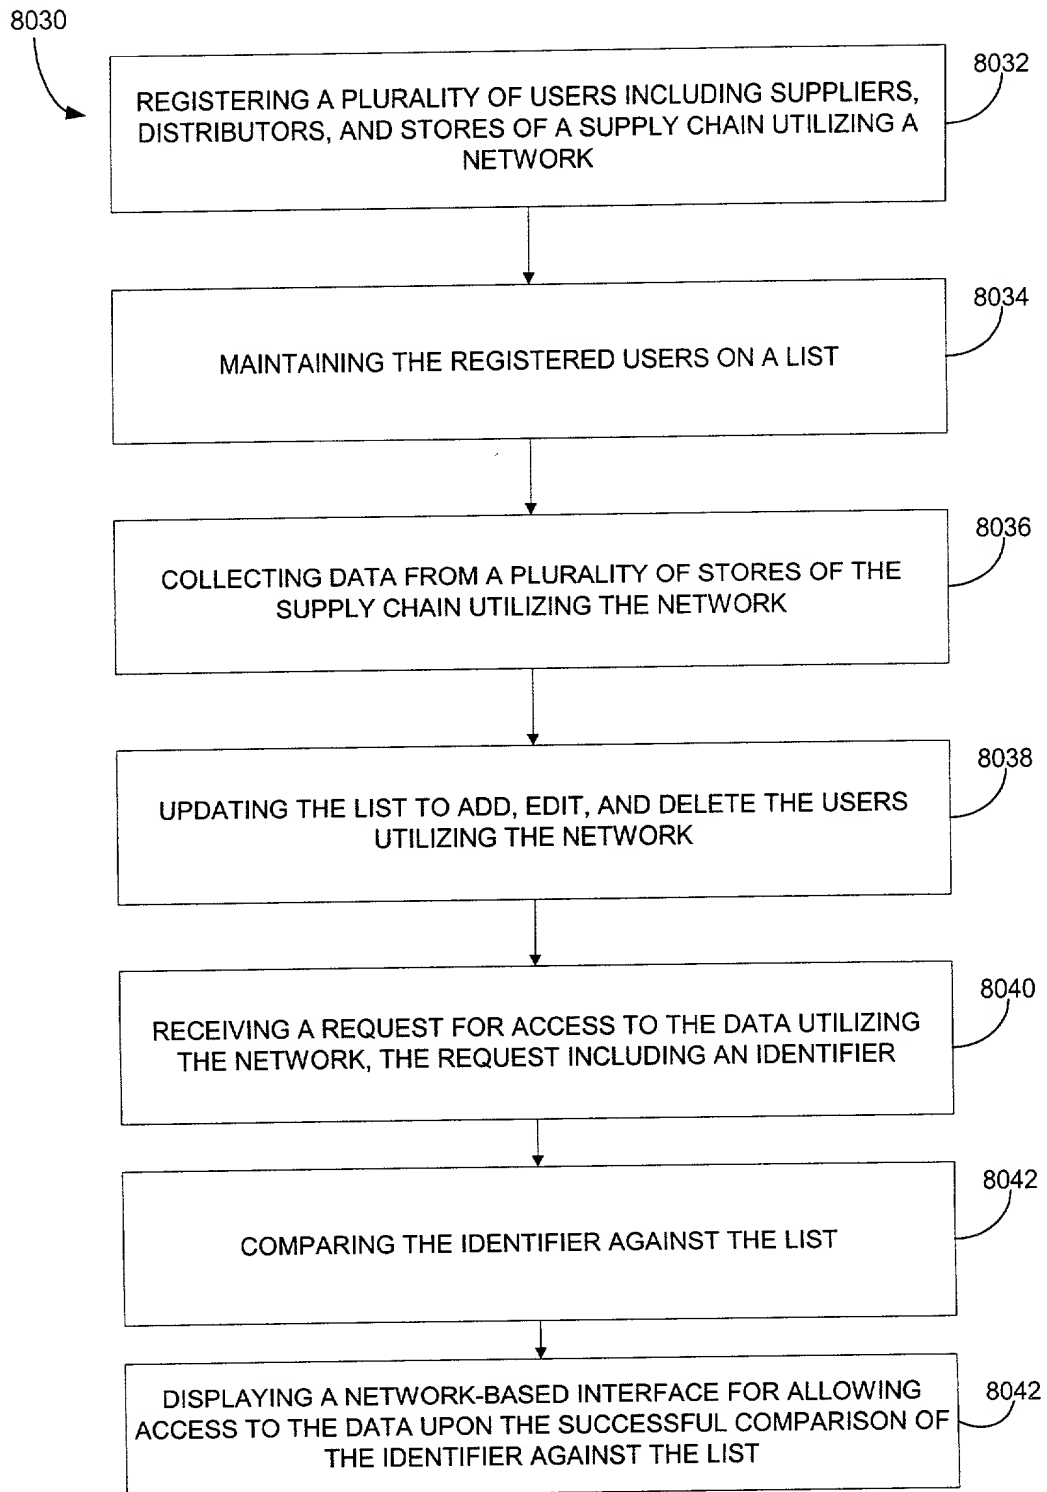 8030
8032
REGISTERING A PLURALITY OF USERS INCLUDING SUPPLIERS,
DISTRIBUTORS, AND STORES OF A SUPPLY CHAIN UTILIZING A
NETWORK
8034
MAINTAINING THE REGISTERED USERS ON A LIST
8036
COLLECTING DATA FROM A PLURALITY OF STORES OF THE
SUPPLY CHAIN UTILIZING THE NETWORK
8038
UPDATING THE LIST TO ADD, EDIT, AND DELETE THE USERS
UTILIZING THE NETWORK
8040
RECEIVING A REQUEST FOR ACCESS TO THE DATA UTILIZING
THE NETWORK, THE REQUEST INCLUDING AN IDENTIFIER
8042
COMPARING THE IDENTIFIER AGAINST THE LIST
8042
DISPLAYING A NETWORK-BASED INTERFACE FOR ALLOWING
ACCESS TO THE DATA UPON THE SUCCESSFUL COMPARISON OF
THE IDENTIFIER AGAINST THE LIST